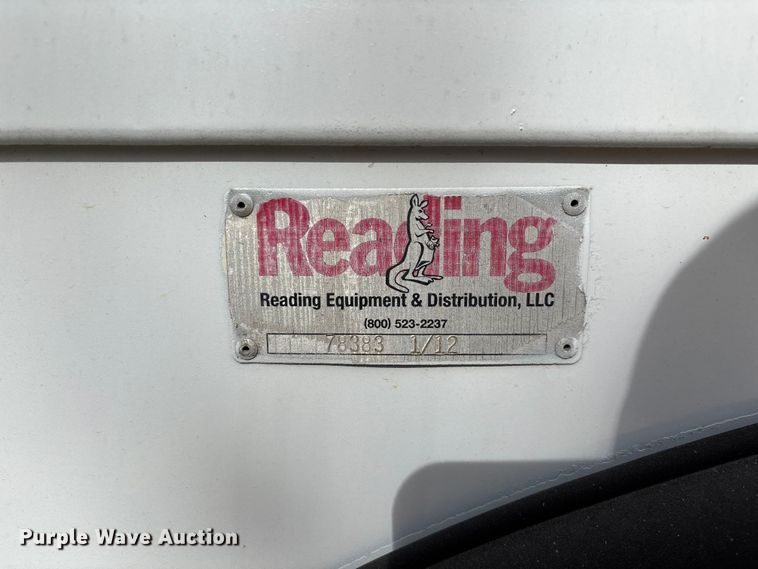 Reading
Reading Equipment & Distribution, LLC
(800) 523-2237
78383 1/12
Purple Wave Auction